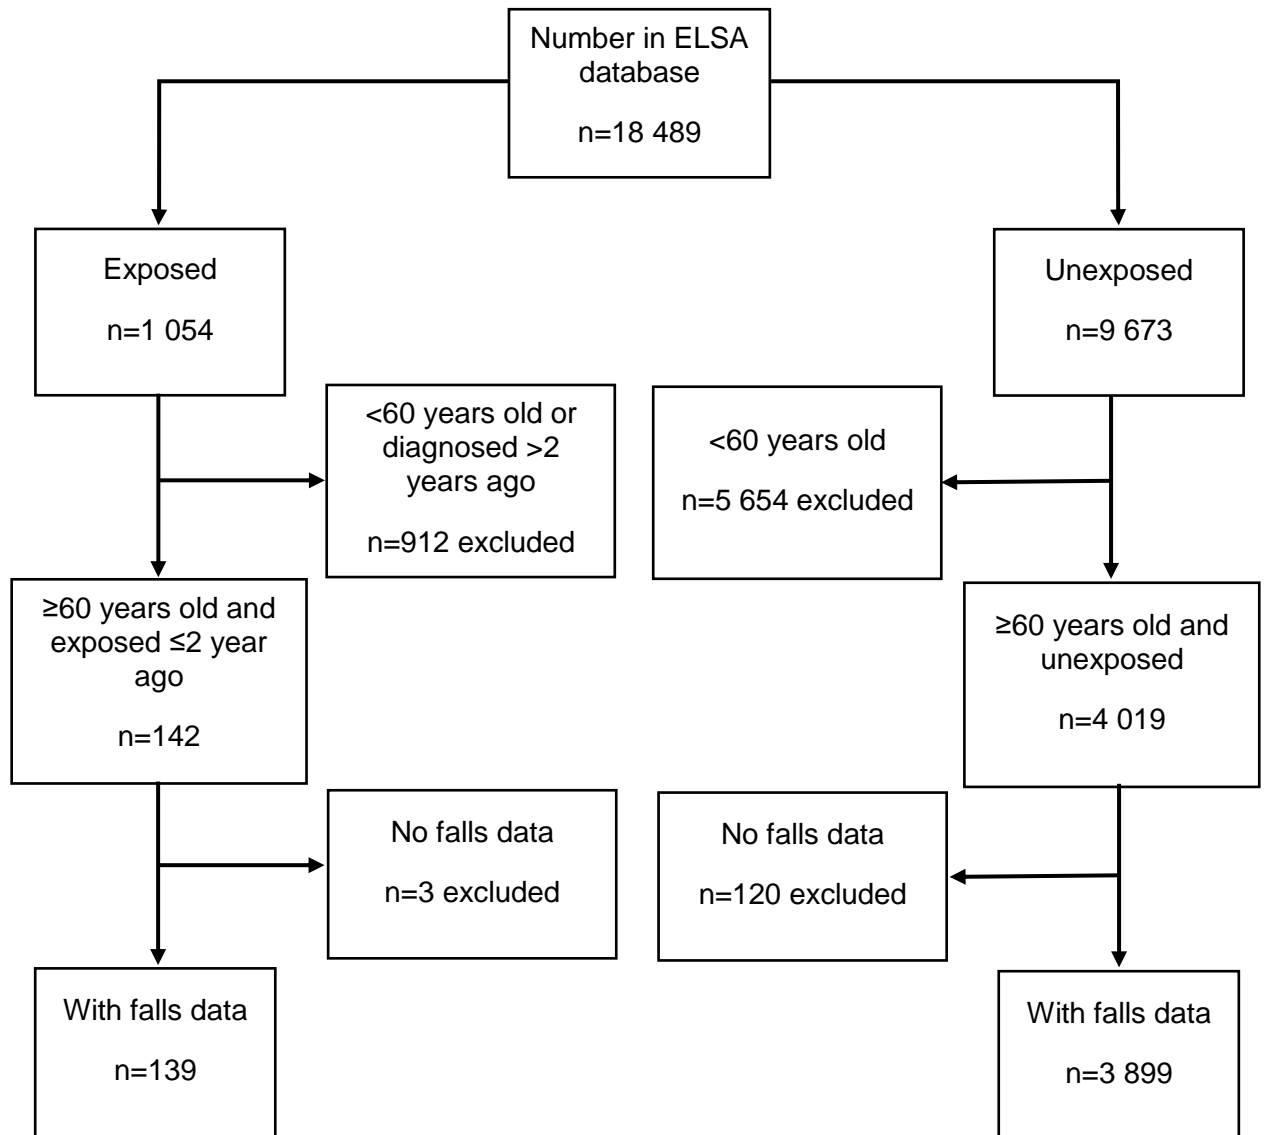 Number in ELSA
database
n=18 489
Exposed
n=1 054
Unexposed
n=9 673
<60 years old or
diagnosed >2
years ago
n=912 excluded
<60 years old
n=5 654 excluded
≥60 years old and
exposed ≤2 year
ago
n=142
≥60 years old and
unexposed
n=4 019
No falls data
n=3 excluded
No falls data
n=120 excluded
With falls data
n=139
With falls data
n=3 899